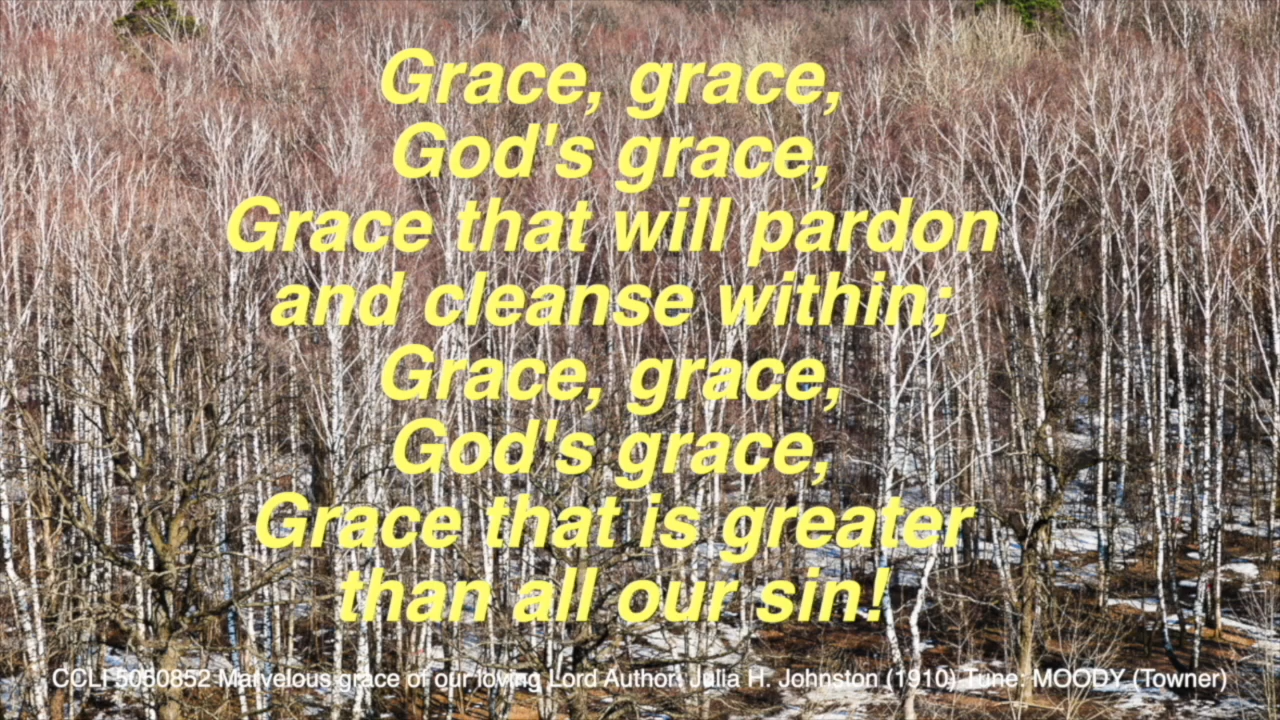 Grace, grace,
God's grace,
Grace that will pardon
and cleanse within;
Grace, grace,
God's grace,
Grace that is greater
than all our sin!
CCLI 5080852 Marvelous grace of our loving Lord Author: Julia H. Johnston (1910) Tune: MOODY (Towner)